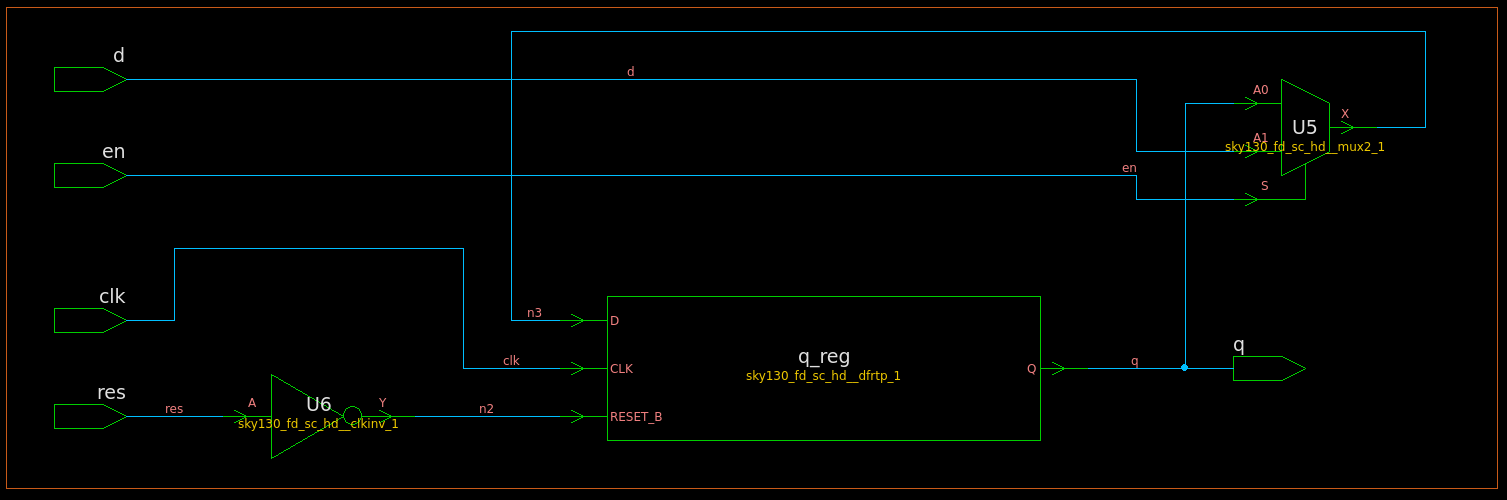 d
d
A0
X
U5
A1
sky130_fd_sc_hd__mux2_1
en
en
S
clk
n3
D
q_reg
sky130_fd_sc_hd__dfrtp_1
clk
CLK
Q
q
q
res
res
A
U6
sky130_fd_sc_hd__clkinv_1
Y
n2
RESET_B